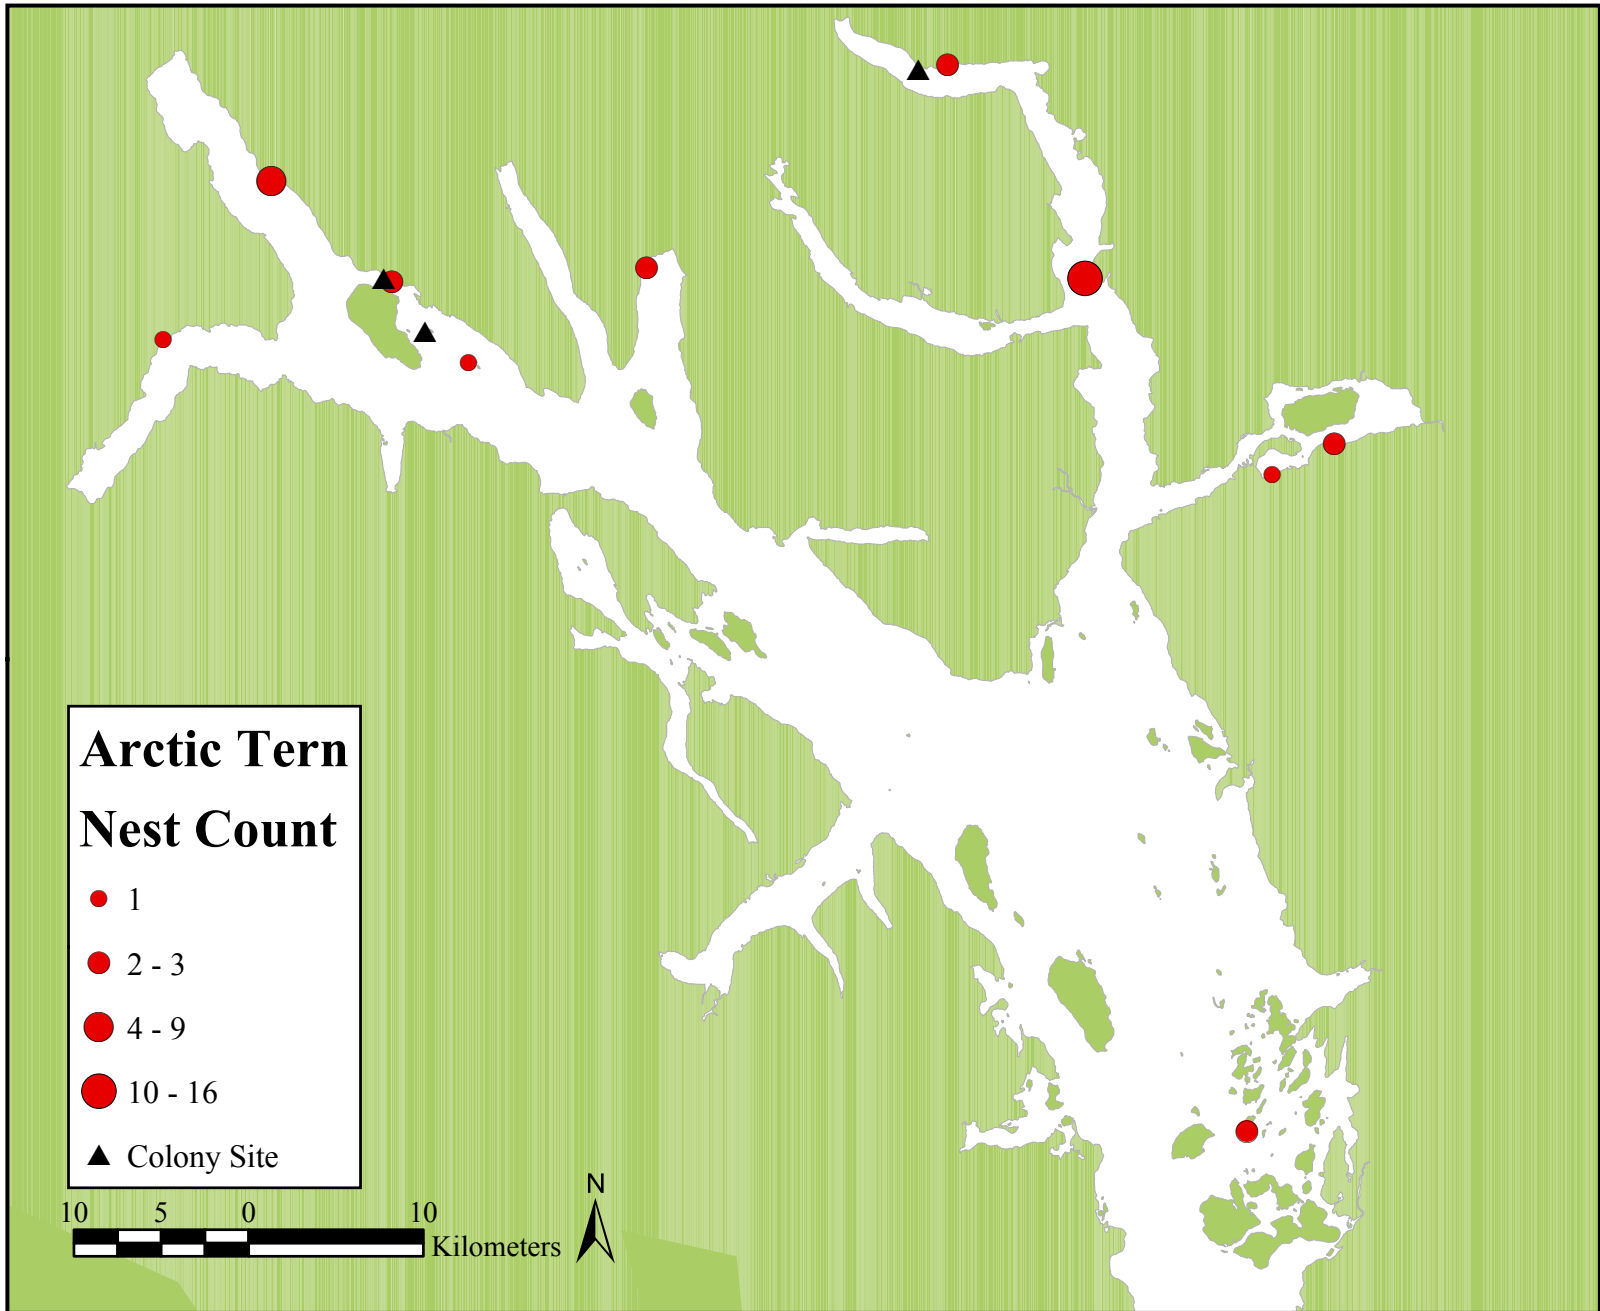 Arctic Tern
Nest Count
1
2 - 3
4 - 9
10 - 16
Colony Site
10 5 0 10
Kilometers
N